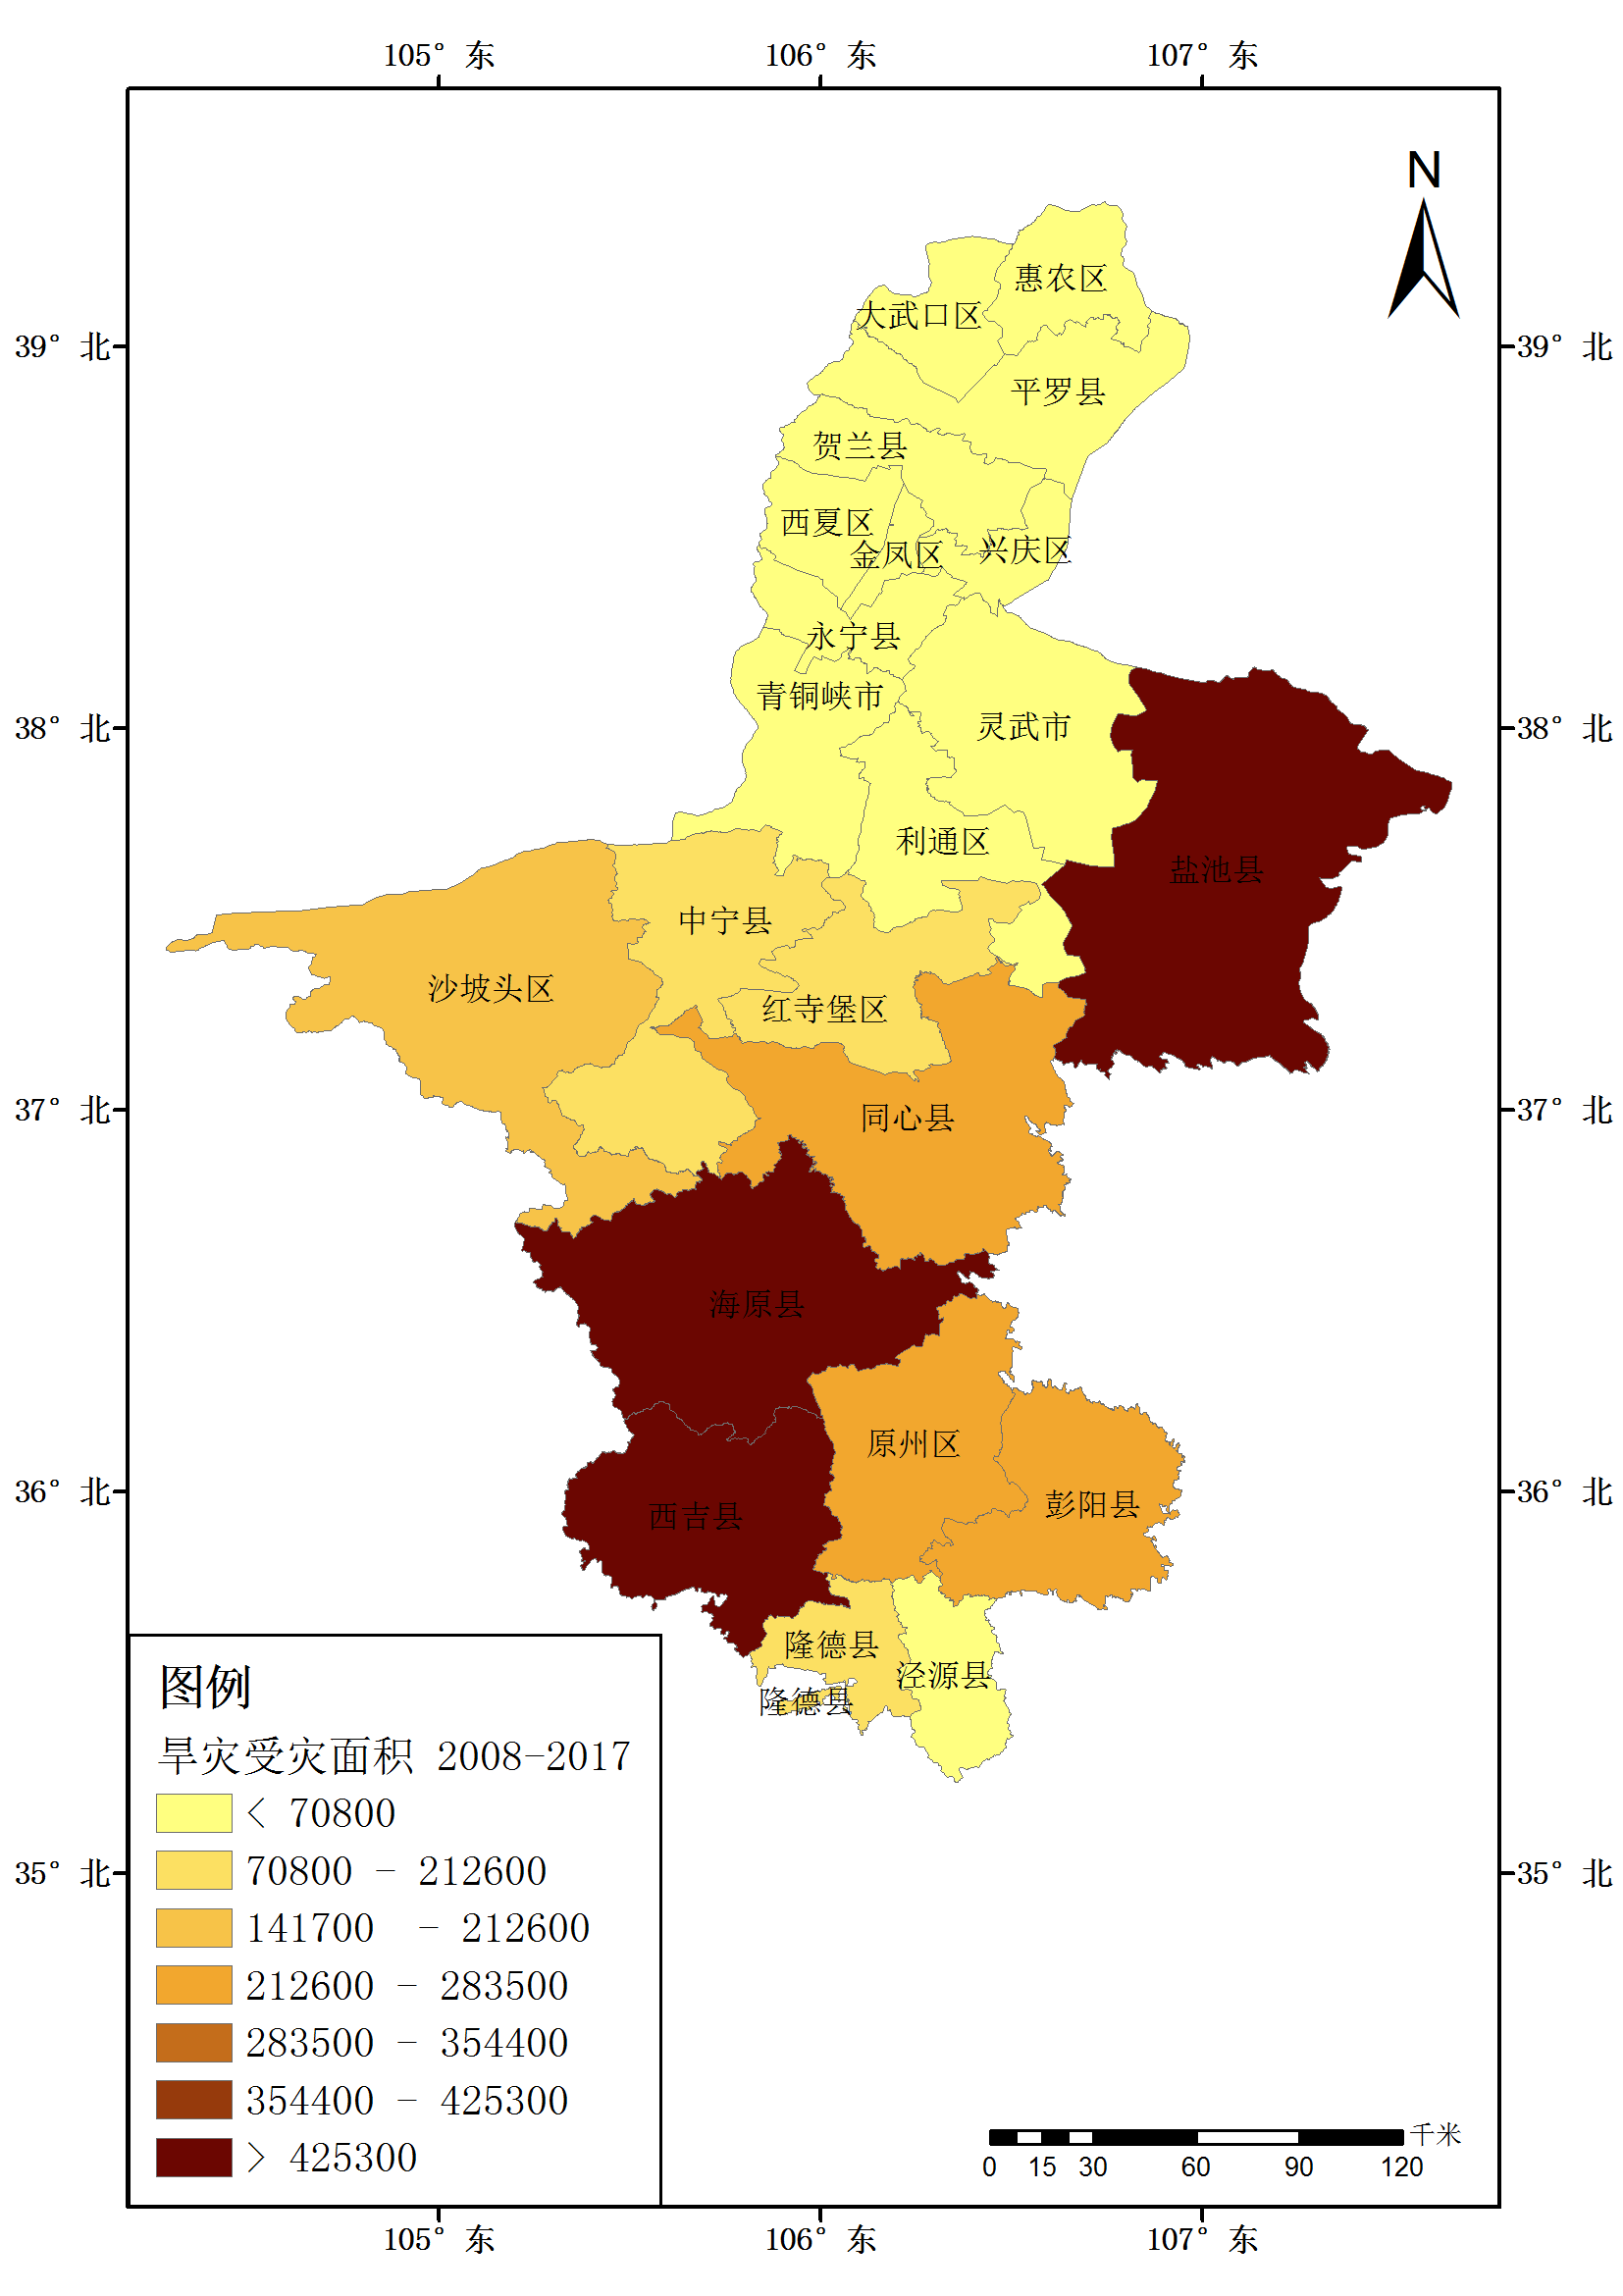 105° 东
106° 东
107° 东
N
惠农区
大武口区
39° 北
39° 北
平罗县
贺兰县
西夏区
金凤区
兴庆区
永宁县
青铜峡市
灵武市
38° 北
38° 北
利通区
盐池县
中宁县
沙坡头区
红寺堡区
37° 北
37° 北
同心县
海原县
原州区
36° 北
36° 北
彭阳县
西吉县
隆德县
泾源县
隆德县
图例
旱灾受灾面积 2008-2017
< 70800
70800 - 212600
35° 北
35° 北
141700 - 212600
212600 - 283500
283500 - 354400
354400 - 425300
> 425300
千米
0 15 30 60 90 120
105° 东
106° 东
107° 东